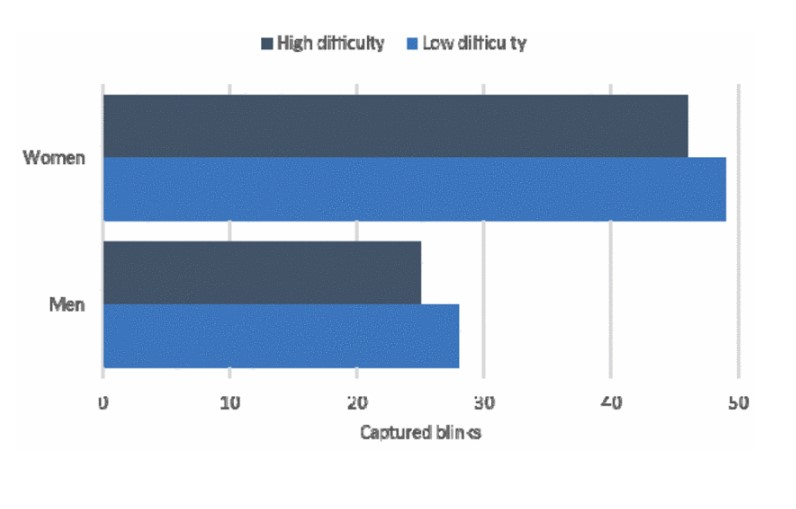 High difficulty Low difficulty
Women
Men
0 10 20 30 40 50
Captured blinks